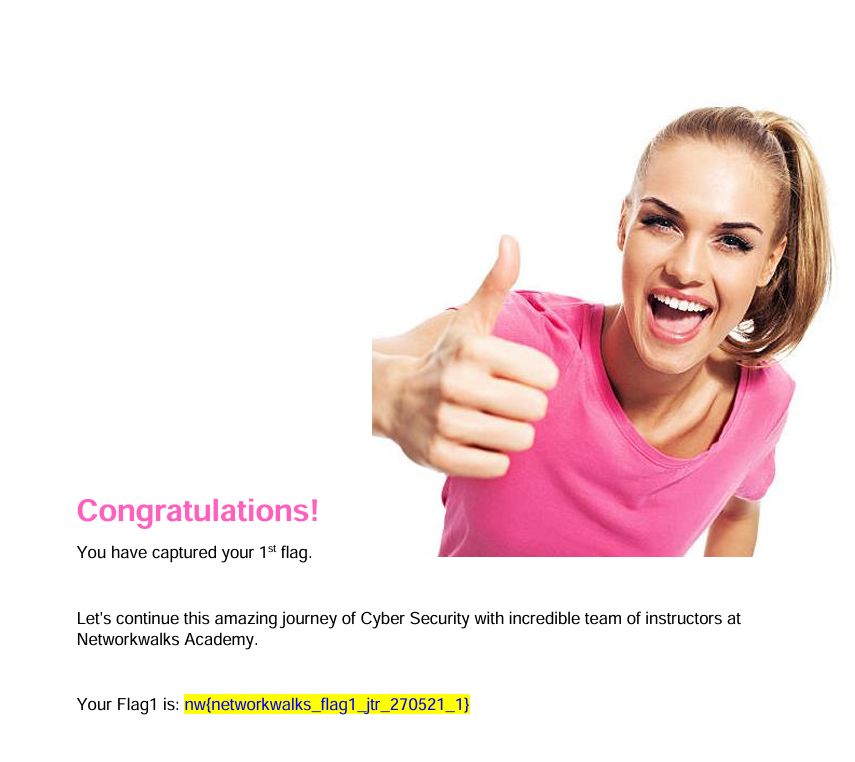 Congratulations!
You have captured your 1st flag.
Let's continue this amazing journey of Cyber Security with incredible team of instructors at
Networkwalks Academy.
Your Flag1 is: nw{networkwalks_flag1_jtr_270521_1}